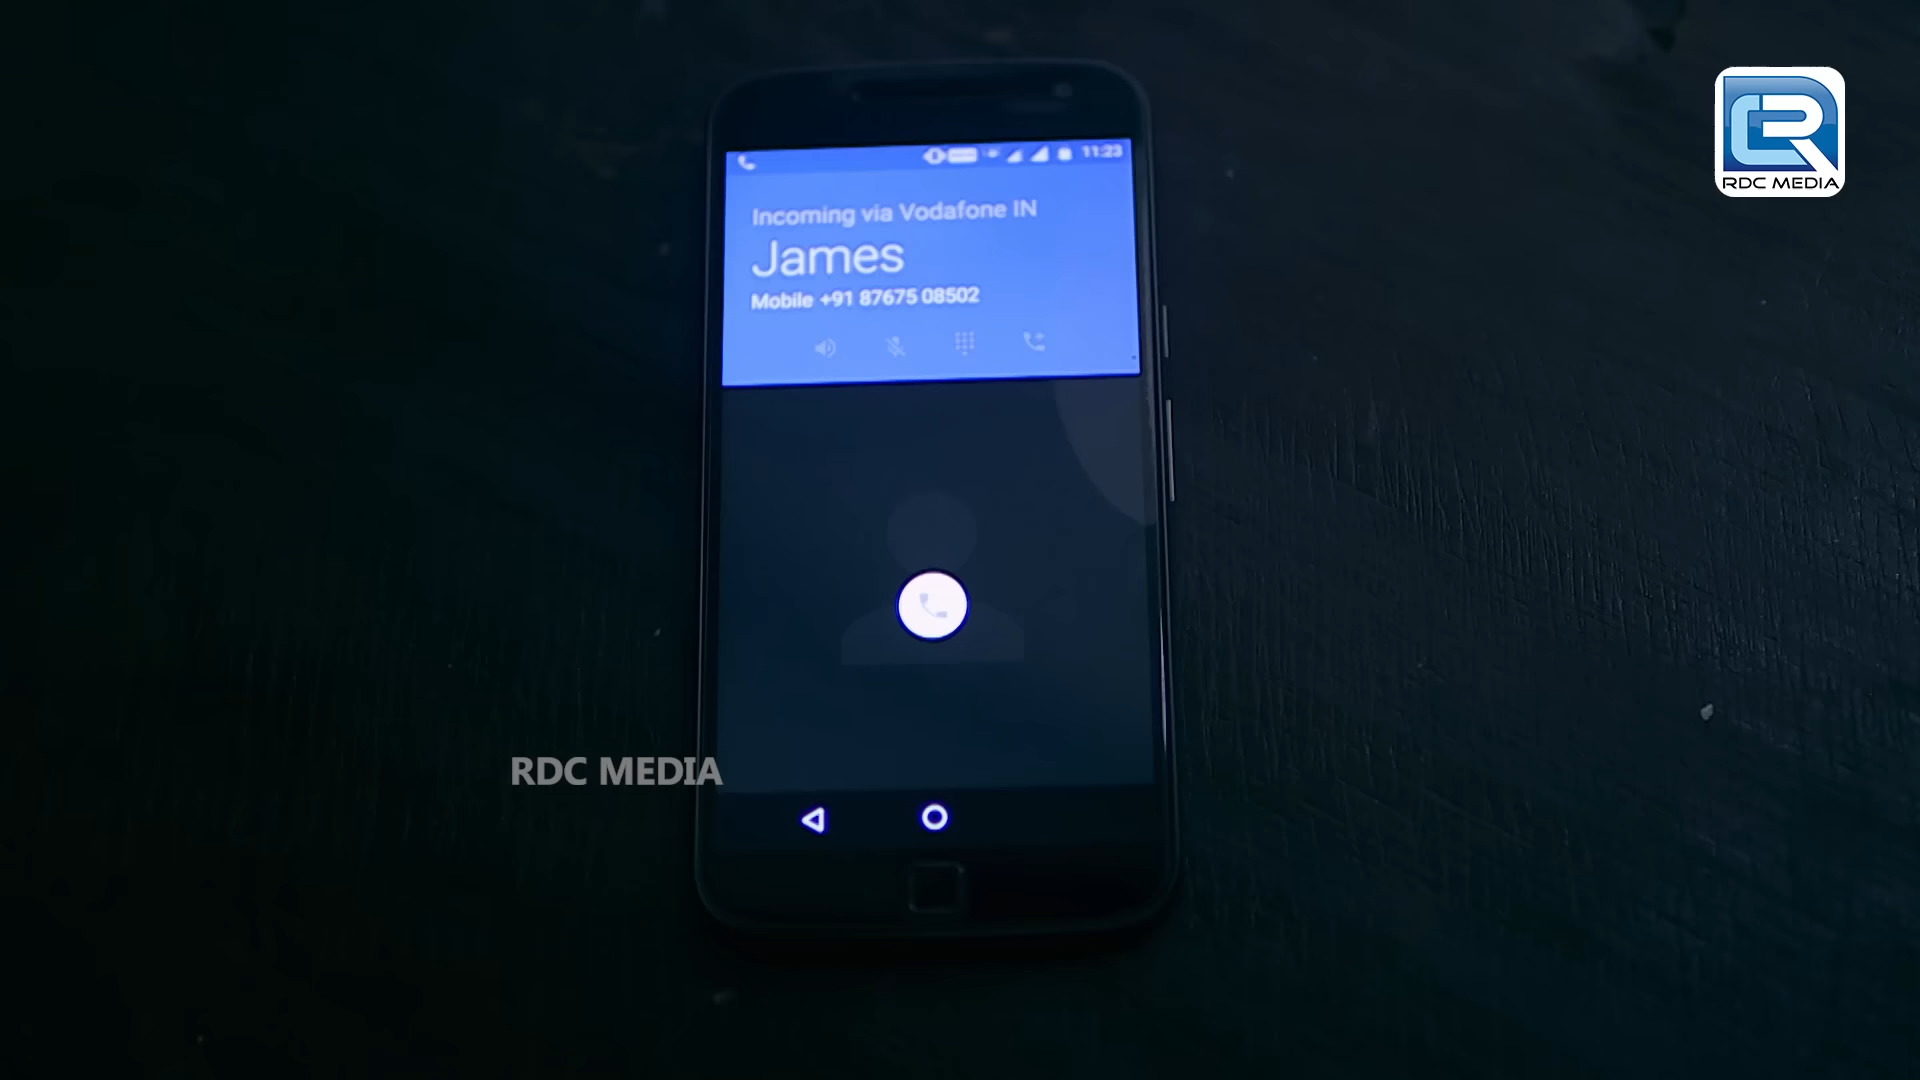 RDC MEDIA
11:23
Incoming via Vodafone IN
James
Mobile +91 87675 08502
RDC MEDIA